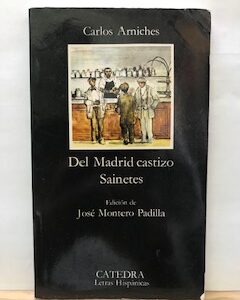 Carlos Arniches
Del Madrid castizo
Sainetes
Edición de
José Montero Padilla
CATEDRA
Letras Hispánicas